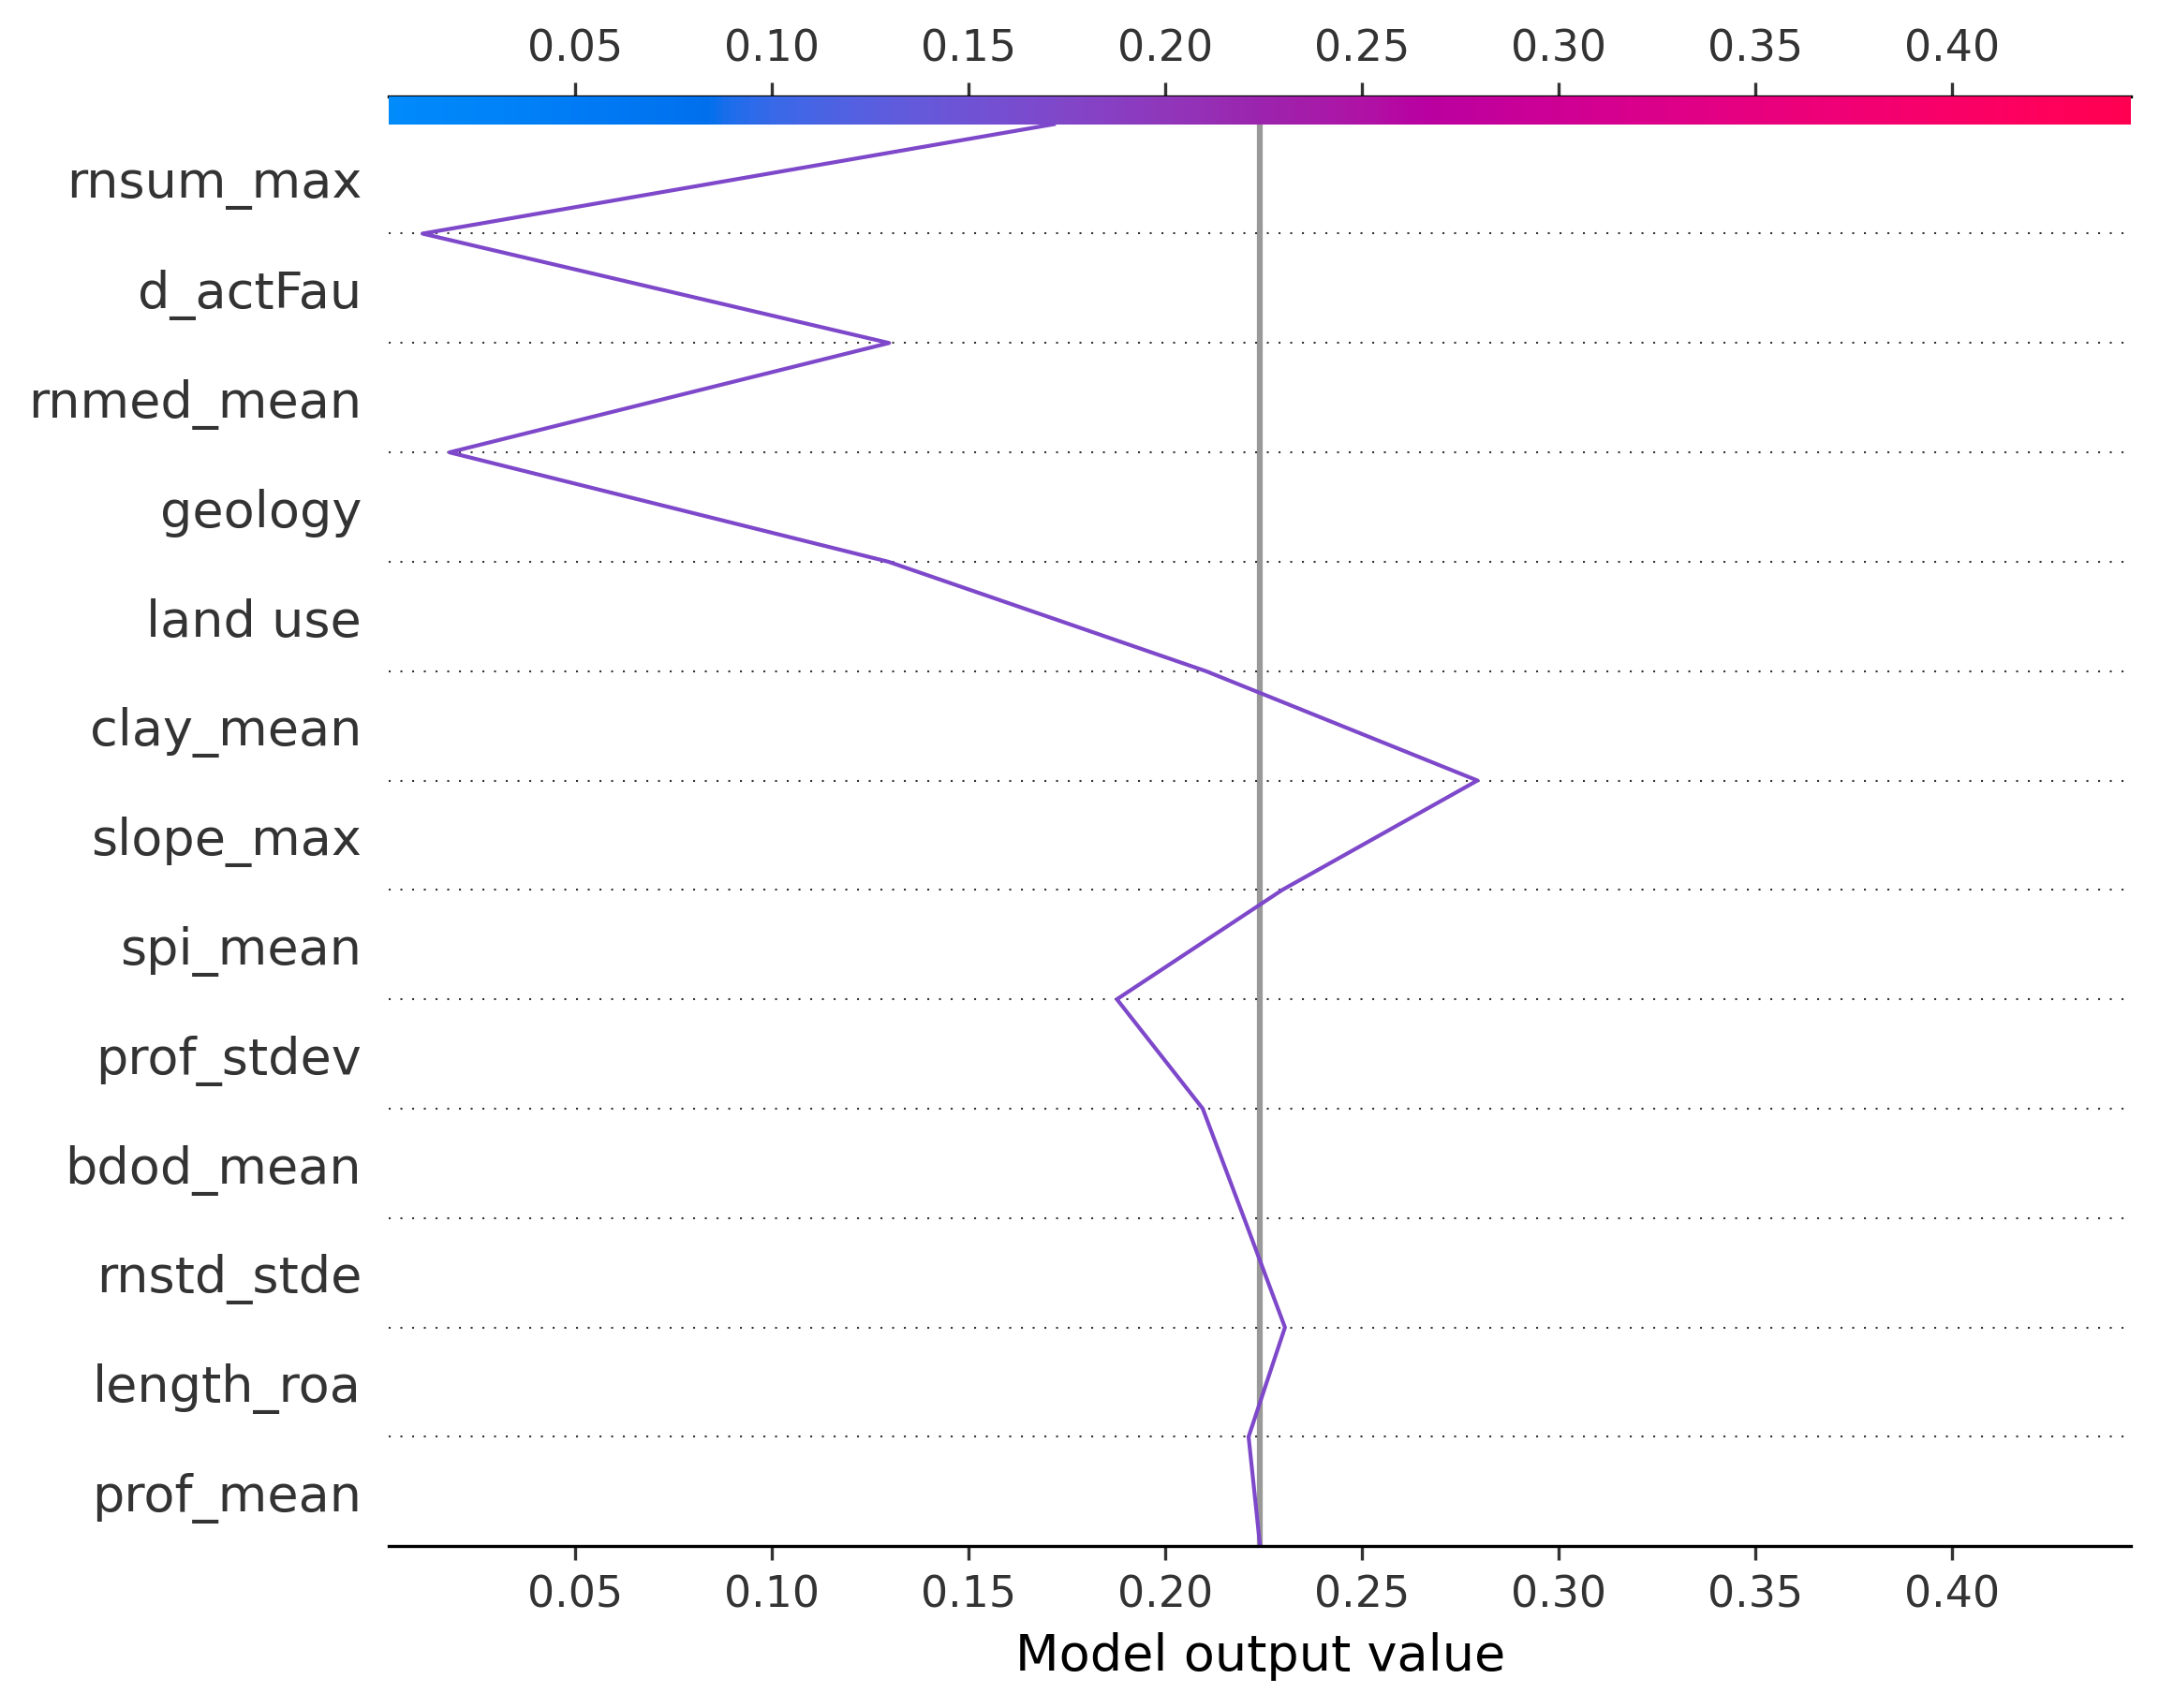 0.05 0.10 0.15 0.20 0.25 0.30 0.35 0.40
rnsum_max
d_actFau
rnmed_mean
geology
land use
clay_mean
slope_max
spi_mean
prof_stdev
bdod_mean
rnstd_stde
length_roa
prof_mean
0.05 0.10 0.15 0.20 0.25 0.30 0.35 0.40
Model output value